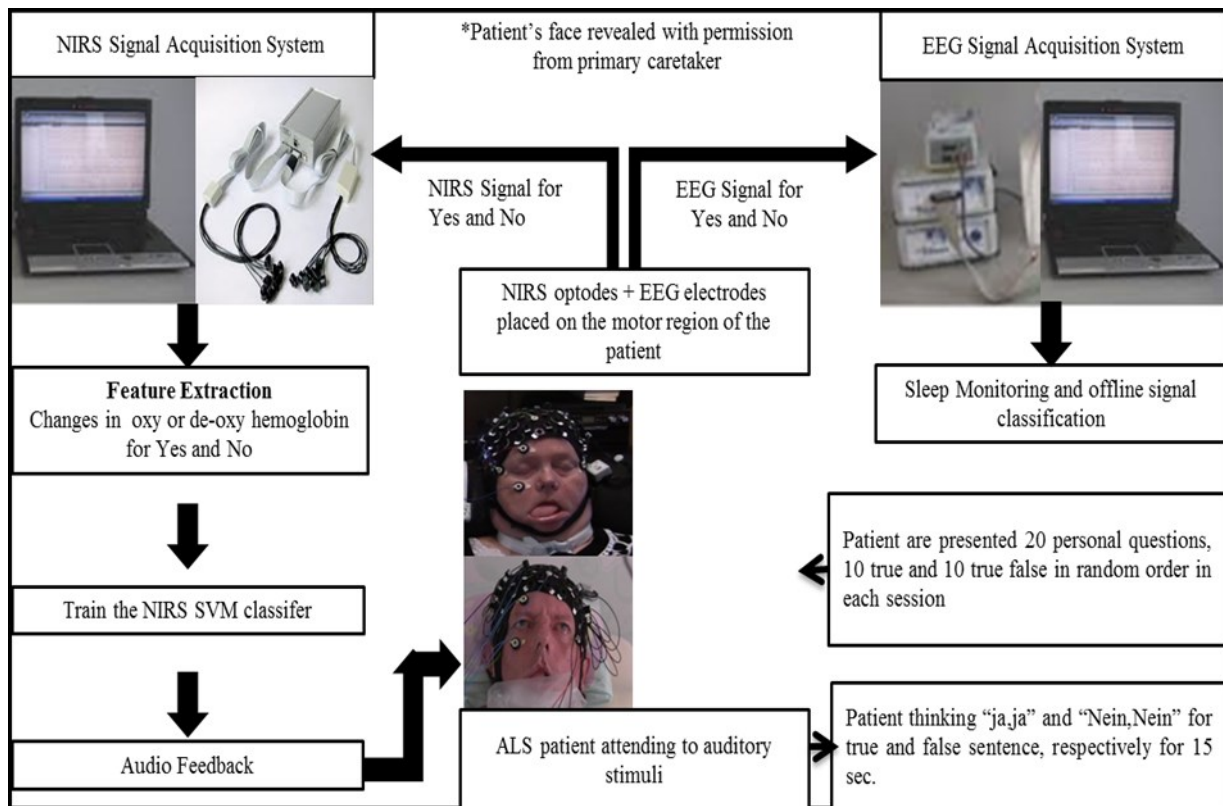 NIRS Signal Acquisition System
*Patient's face revealed with permission
from primary caretaker
EEG Signal Acquisition System
NIRS Signal for
Yes and No
EEG Signal for
Yes and No
NIRS optodes + EEG electrodes
placed on the motor region of the
patient
Feature Extraction
Changes in oxy or de-oxy hemoglobin
for Yes and No
Sleep Monitoring and offline signal
classification
Patient are presented 20 personal questions,
10 true and 10 true false in random order in
each session
Train the NIRS SVM classifer
Audio Feedback
ALS patient attending to auditory
stimuli
Patient thinking “ja,ja” and “Nein,Nein” for
true and false sentence, respectively for 15
sec.